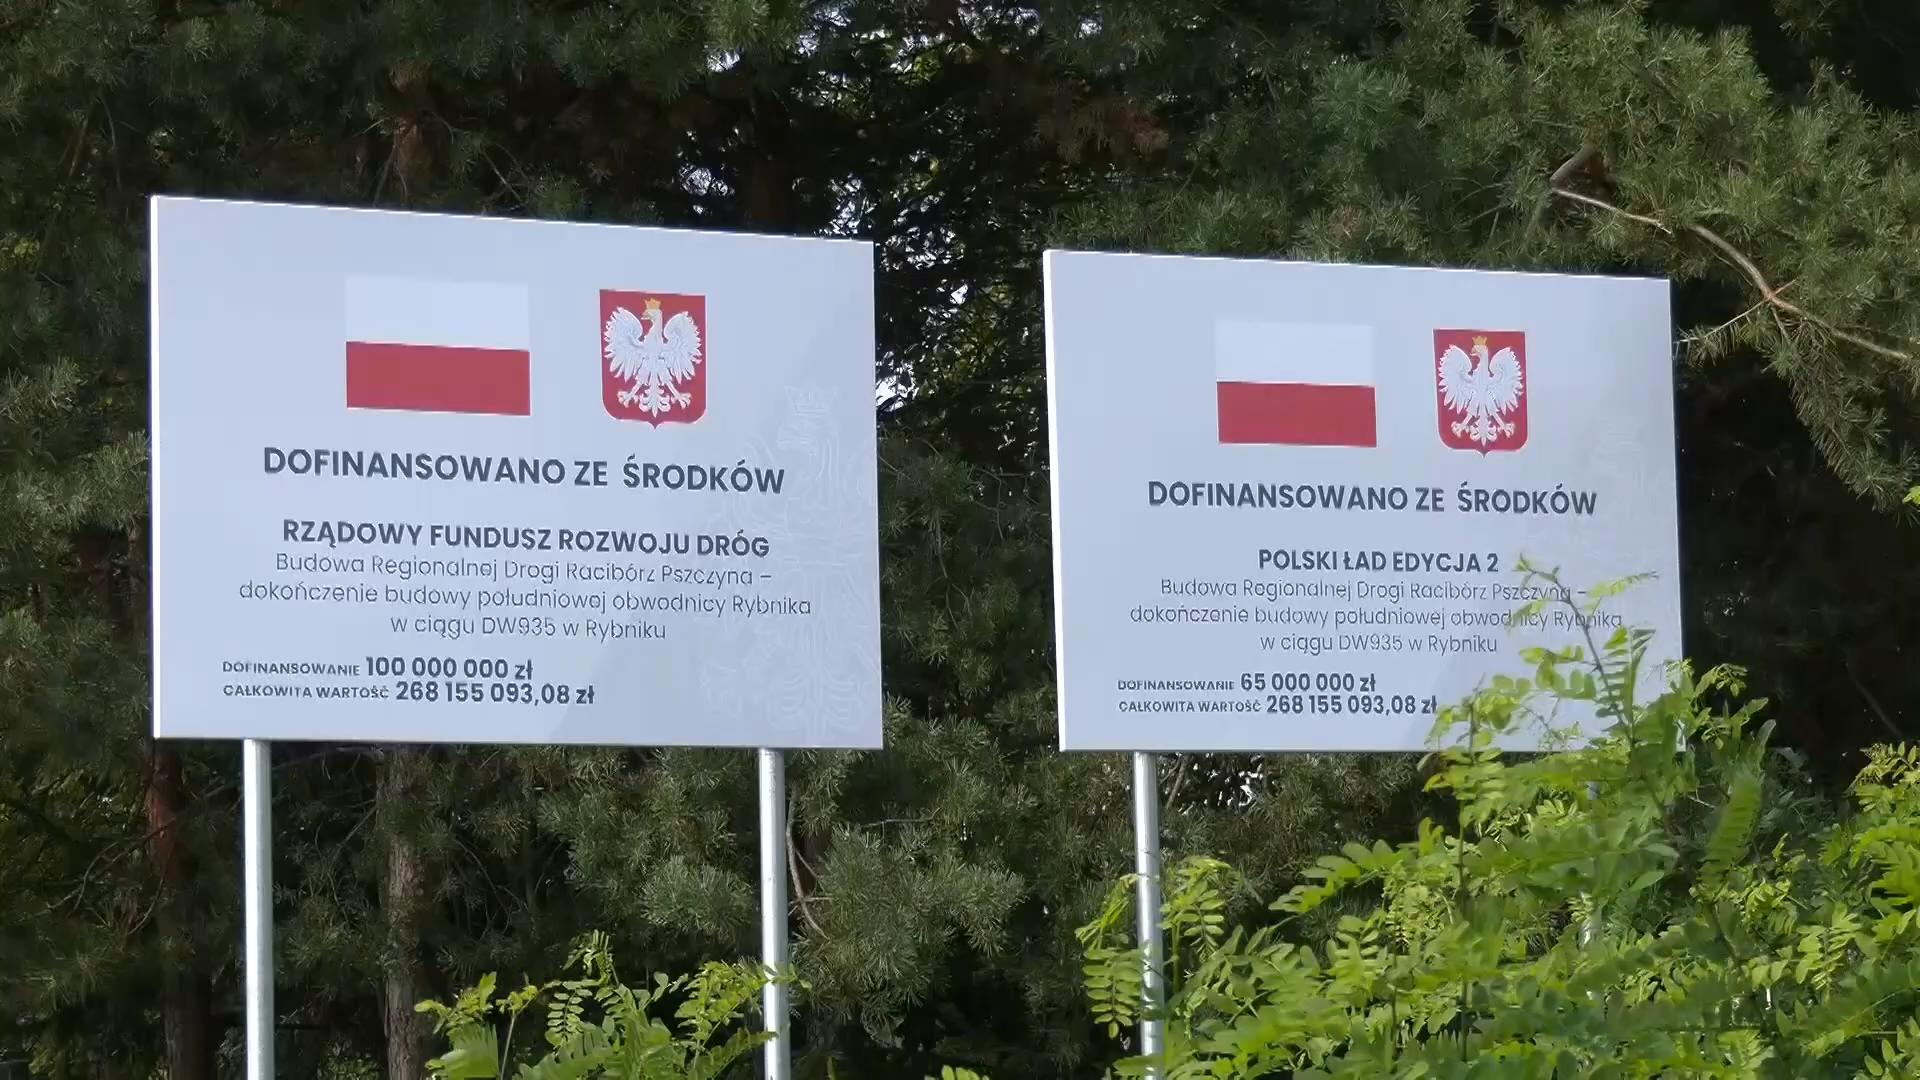 DOFINANSOWANO ZE ŚRODKÓW
RZĄDOWY FUNDUSZ ROZWOJU DRÓG
Budowa Regionalnej Drogi Racibórz Pszczyna –
dokończenie budowy południowej obwodnicy Rybnika
w ciągu DW935 w Rybniku
DOFINANSOWANIE 100 000 000 zł
CAŁKOWITA WARTOŚĆ 268 155 093,08 zł
DOFINANSOWANO ZE ŚRODKÓW
POLSKI ŁAD EDYCJA 2
Budowa Regionalnej Drogi Racibórz Pszczyna –
dokończenie budowy południowej obwodnicy Rybnika
w ciągu DW935 w Rybniku
DOFINANSOWANIE 65 000 000 zł
CAŁKOWITA WARTOŚĆ 268 155 093,08 zł